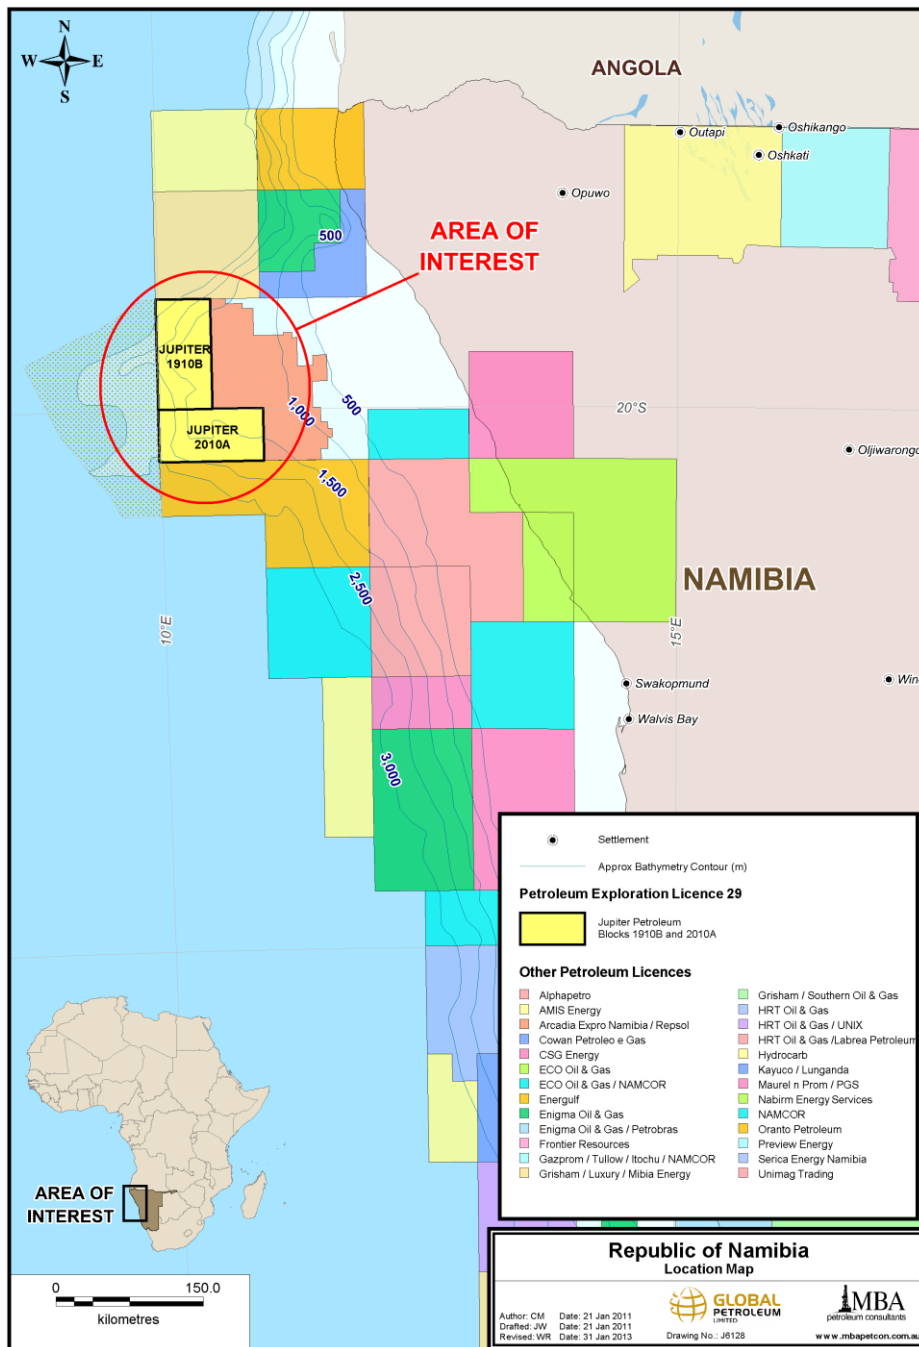 N
W E
S
ANGOLA
Outapi
Oshikango
Oshkati
Opuwo
500
AREA OF
INTEREST
JUPITER
1910B
JUPITER
2010A
1,000
500
20°S
Oljiwarongo
1,500
2,500
NAMIBIA
10°E
15°E
Swakopmund
Win
Walvis Bay
3,000
Settlement
Approx Bathymetry Contour (m)
Petroleum Exploration Licence 29
Jupiter Petroleum
Blocks 1910B and 2010A
Other Petroleum Licences
Alphapetro
AMIS Energy
Arcadia Expro Namibia / Repsol
Cowan Petroleo e Gas
CSG Energy
ECO Oil & Gas
ECO Oil & Gas / NAMCOR
Energulf
Enigma Oil & Gas
Enigma Oil & Gas / Petrobras
Frontier Resources
Gazprom / Tullow / Itochu / NAMCOR
Grisham / Luxury / Mibia Energy
Grisham / Southern Oil & Gas
HRT Oil & Gas
HRT Oil & Gas / UNIX
HRT Oil & Gas /Labrea Petroleum
Hydrocarb
Kayuco / Lunganda
Maurel n Prom / PGS
Nabirm Energy Services
NAMCOR
Oranto Petroleum
Preview Energy
Serica Energy Namibia
Unimag Trading
AREA OF
INTEREST
0 150.0
kilometres
Republic of Namibia
Location Map
Author: CM Date: 21 Jan 2011
Drafted: JW Date: 21 Jan 2011
Revised: WR Date: 31 Jan 2013
GLOBAL
PETROLEUM
LIMITED
Drawing No.: J6128
MBA
petroleum consultants
www.mbapetcon.com.au